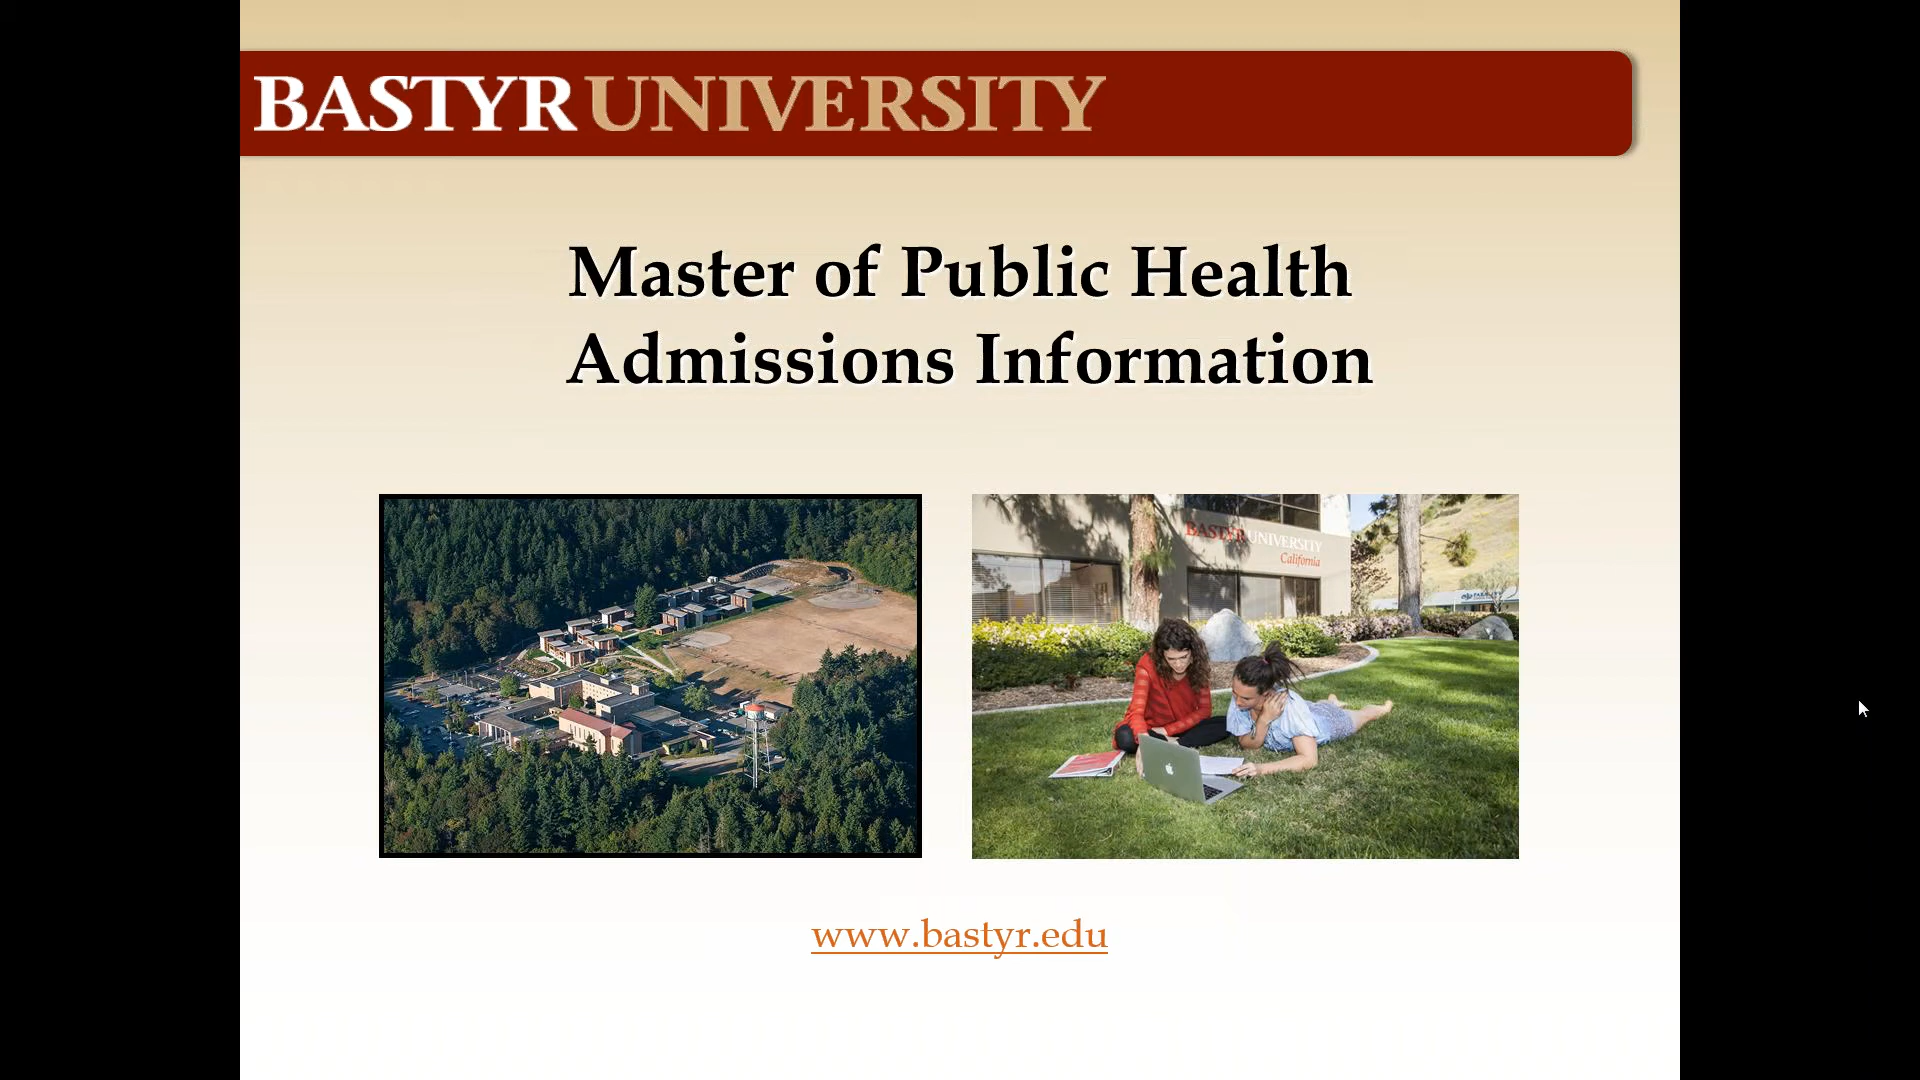 BASTYR UNIVERSITY
Master of Public Health
Admissions Information
BASTYR UNIVERSITY
California
www.bastyr.edu